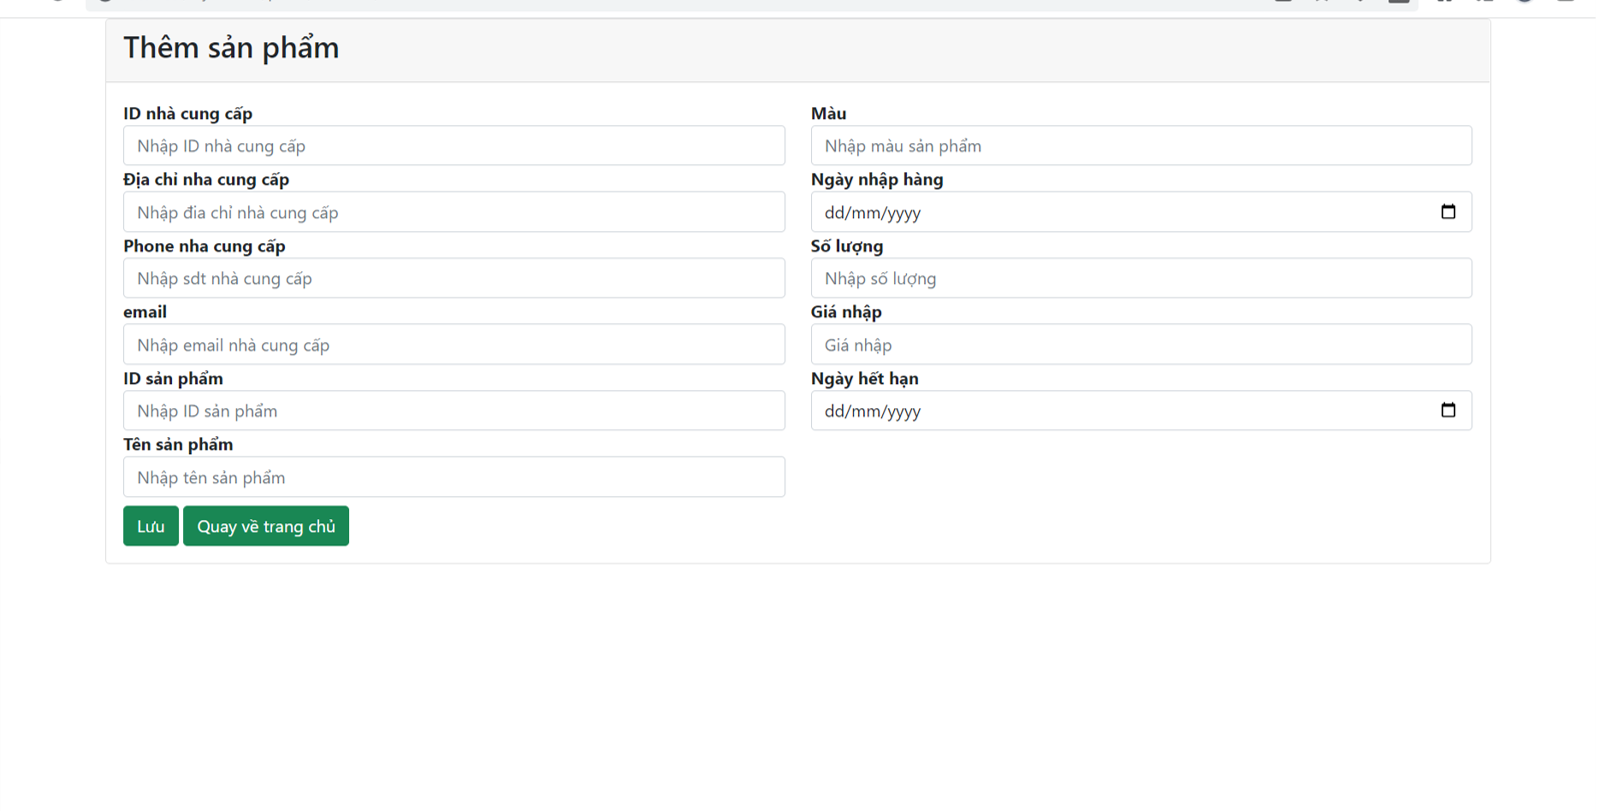 Thêm sản phẩm
ID nhà cung cấp
Nhập ID nhà cung cấp
Địa chỉ nha cung cấp
Nhập đia chỉ nhà cung cấp
Phone nha cung cấp
Nhập sdt nhà cung cấp
email
Nhập email nhà cung cấp
ID sản phẩm
Nhập ID sản phẩm
Tên sản phẩm
Nhập tên sản phẩm
Màu
Nhập màu sản phẩm
Ngày nhập hàng
dd/mm/yyyy
Số lượng
Nhập số lượng
Giá nhập
Giá nhập
Ngày hết hạn
dd/mm/yyyy
Lưu Quay về trang chủ